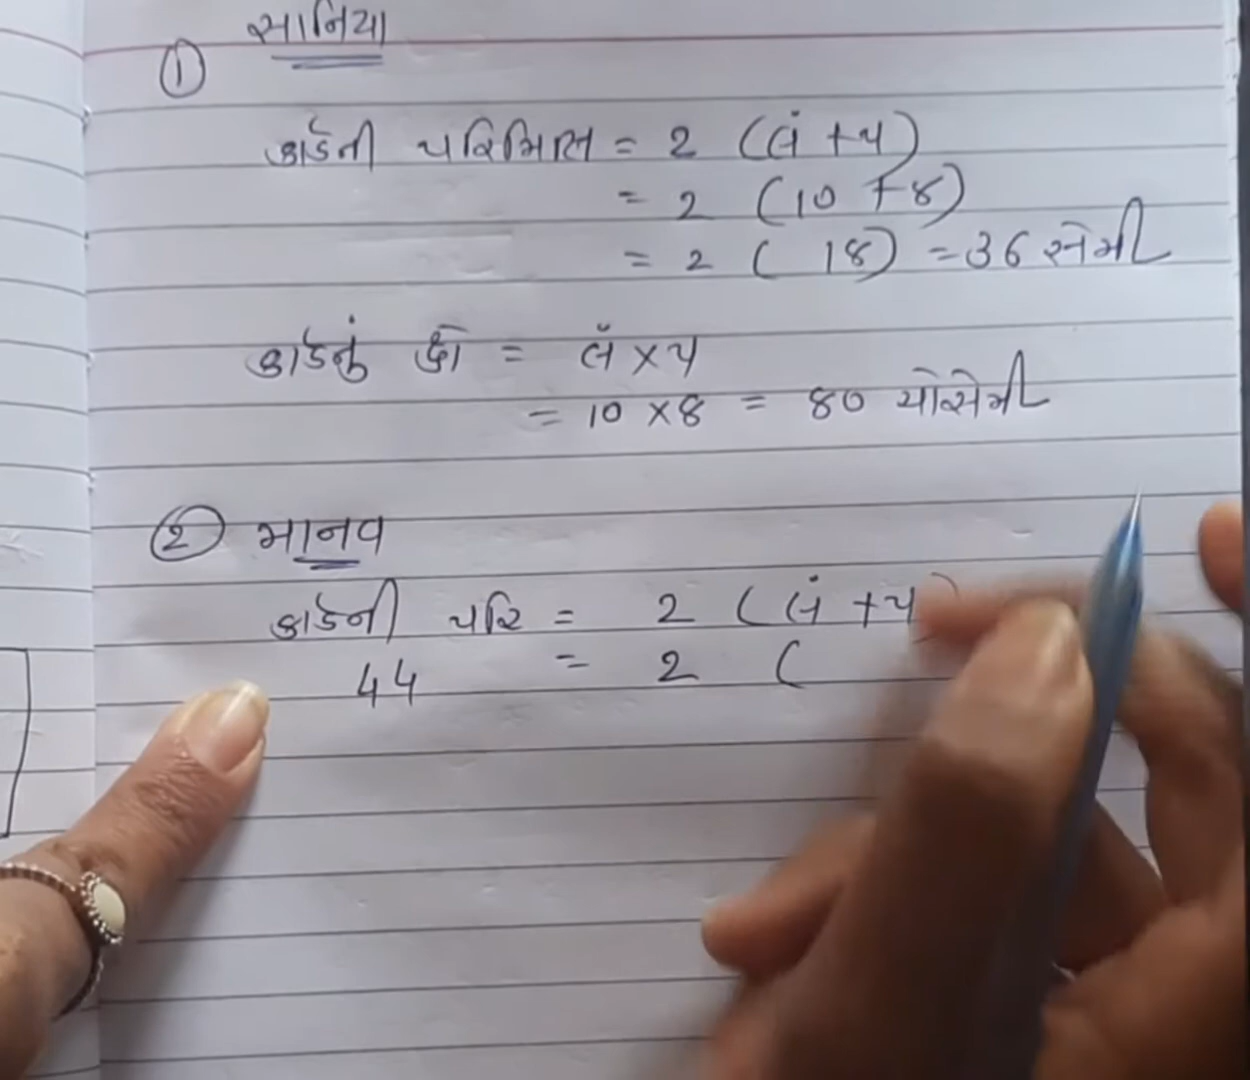 સાનિયા
①
કાર્ડની પરિમિતિ = 2 (લં + પ)
= 2 (10 + 8)
= 2 ( 18) = 36 સેમી
કાર્ડનું ક્ષે = લં × પ
= 10 × 8 = 80 ચોસેમી
② માનવ
કાર્ડની પરિ = 2 (લં + પ)
44 = 2 (